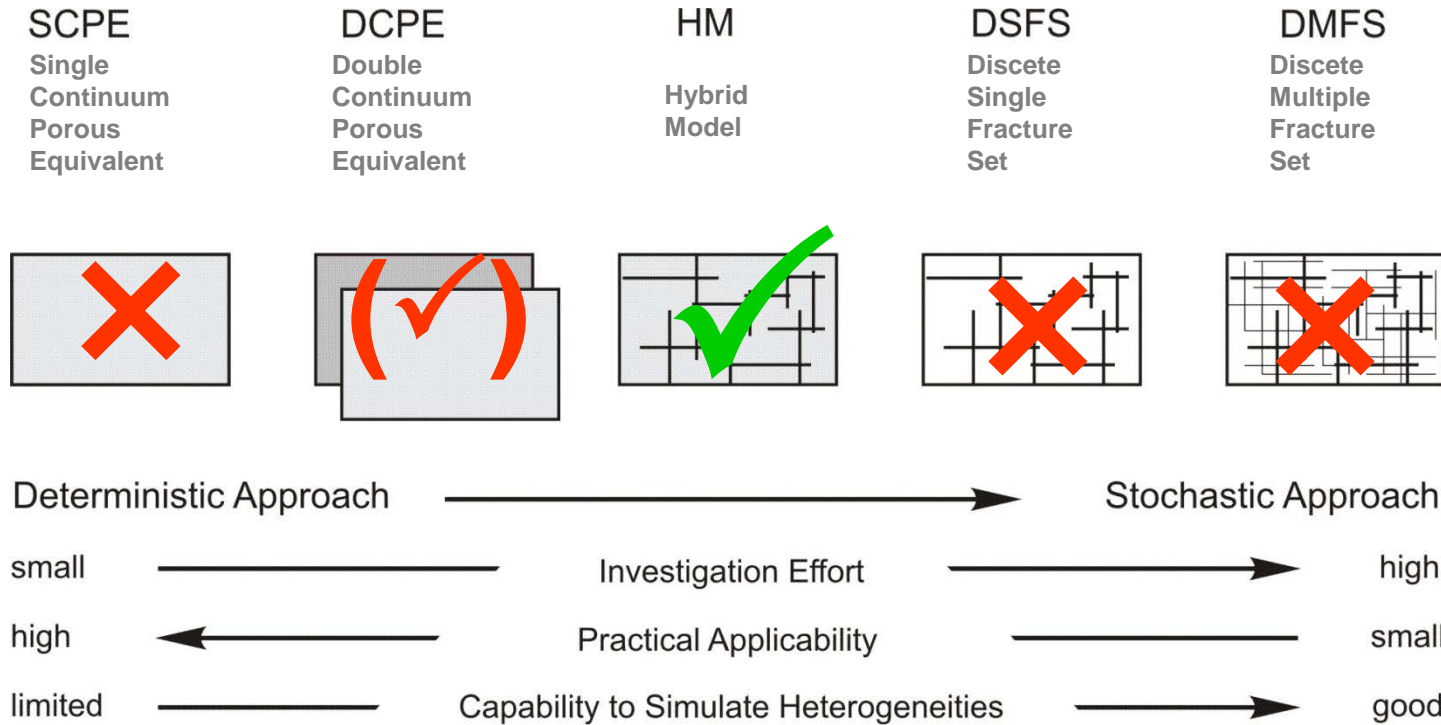 SCPE DCPE HM DSFS DMFS
Single
Continuum
Porous
Equivalent
Double
Continuum
Porous
Equivalent
Hybrid
Model
Discete
Single
Fracture
Set
Discete
Multiple
Fracture
Set
( )
Deterministic Approach Stochastic Approach
small Investigation Effort high
high Practical Applicability small
limited Capability to Simulate Heterogeneities good